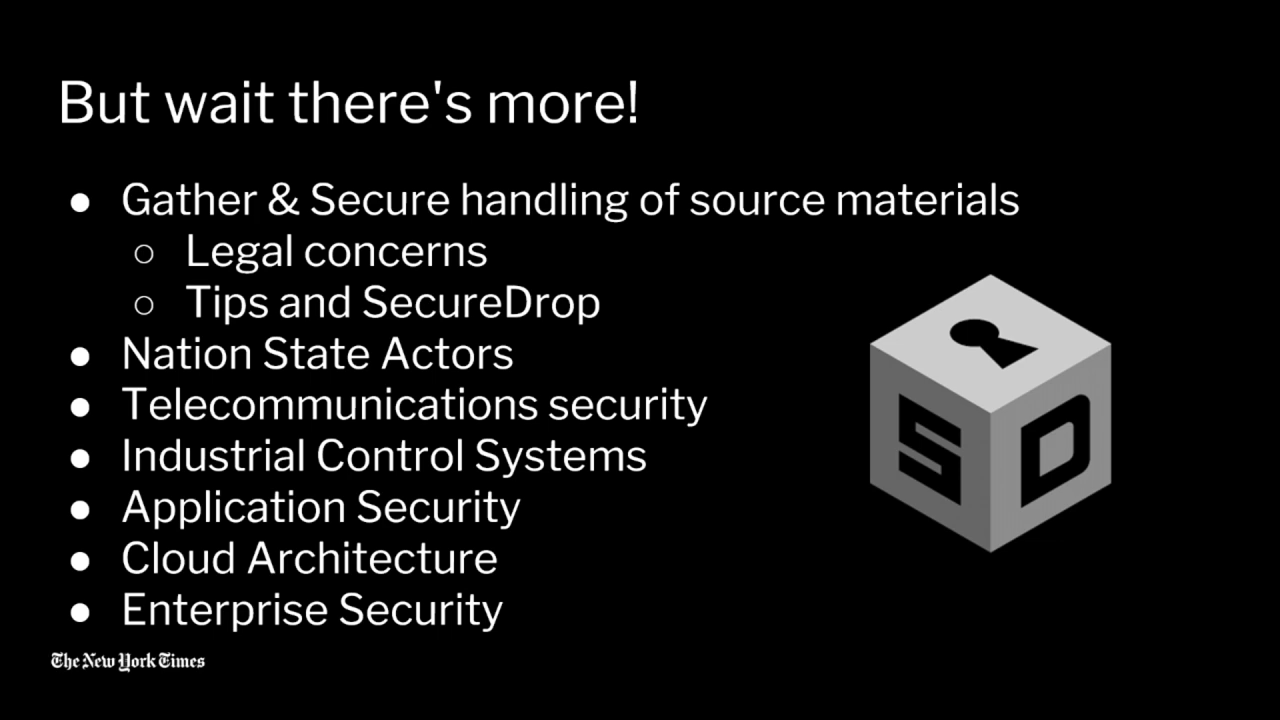 But wait there's more!
● Gather & Secure handling of source materials
○ Legal concerns
○ Tips and SecureDrop
● Nation State Actors
● Telecommunications security
● Industrial Control Systems
● Application Security
● Cloud Architecture
● Enterprise Security
SD
The New York Times